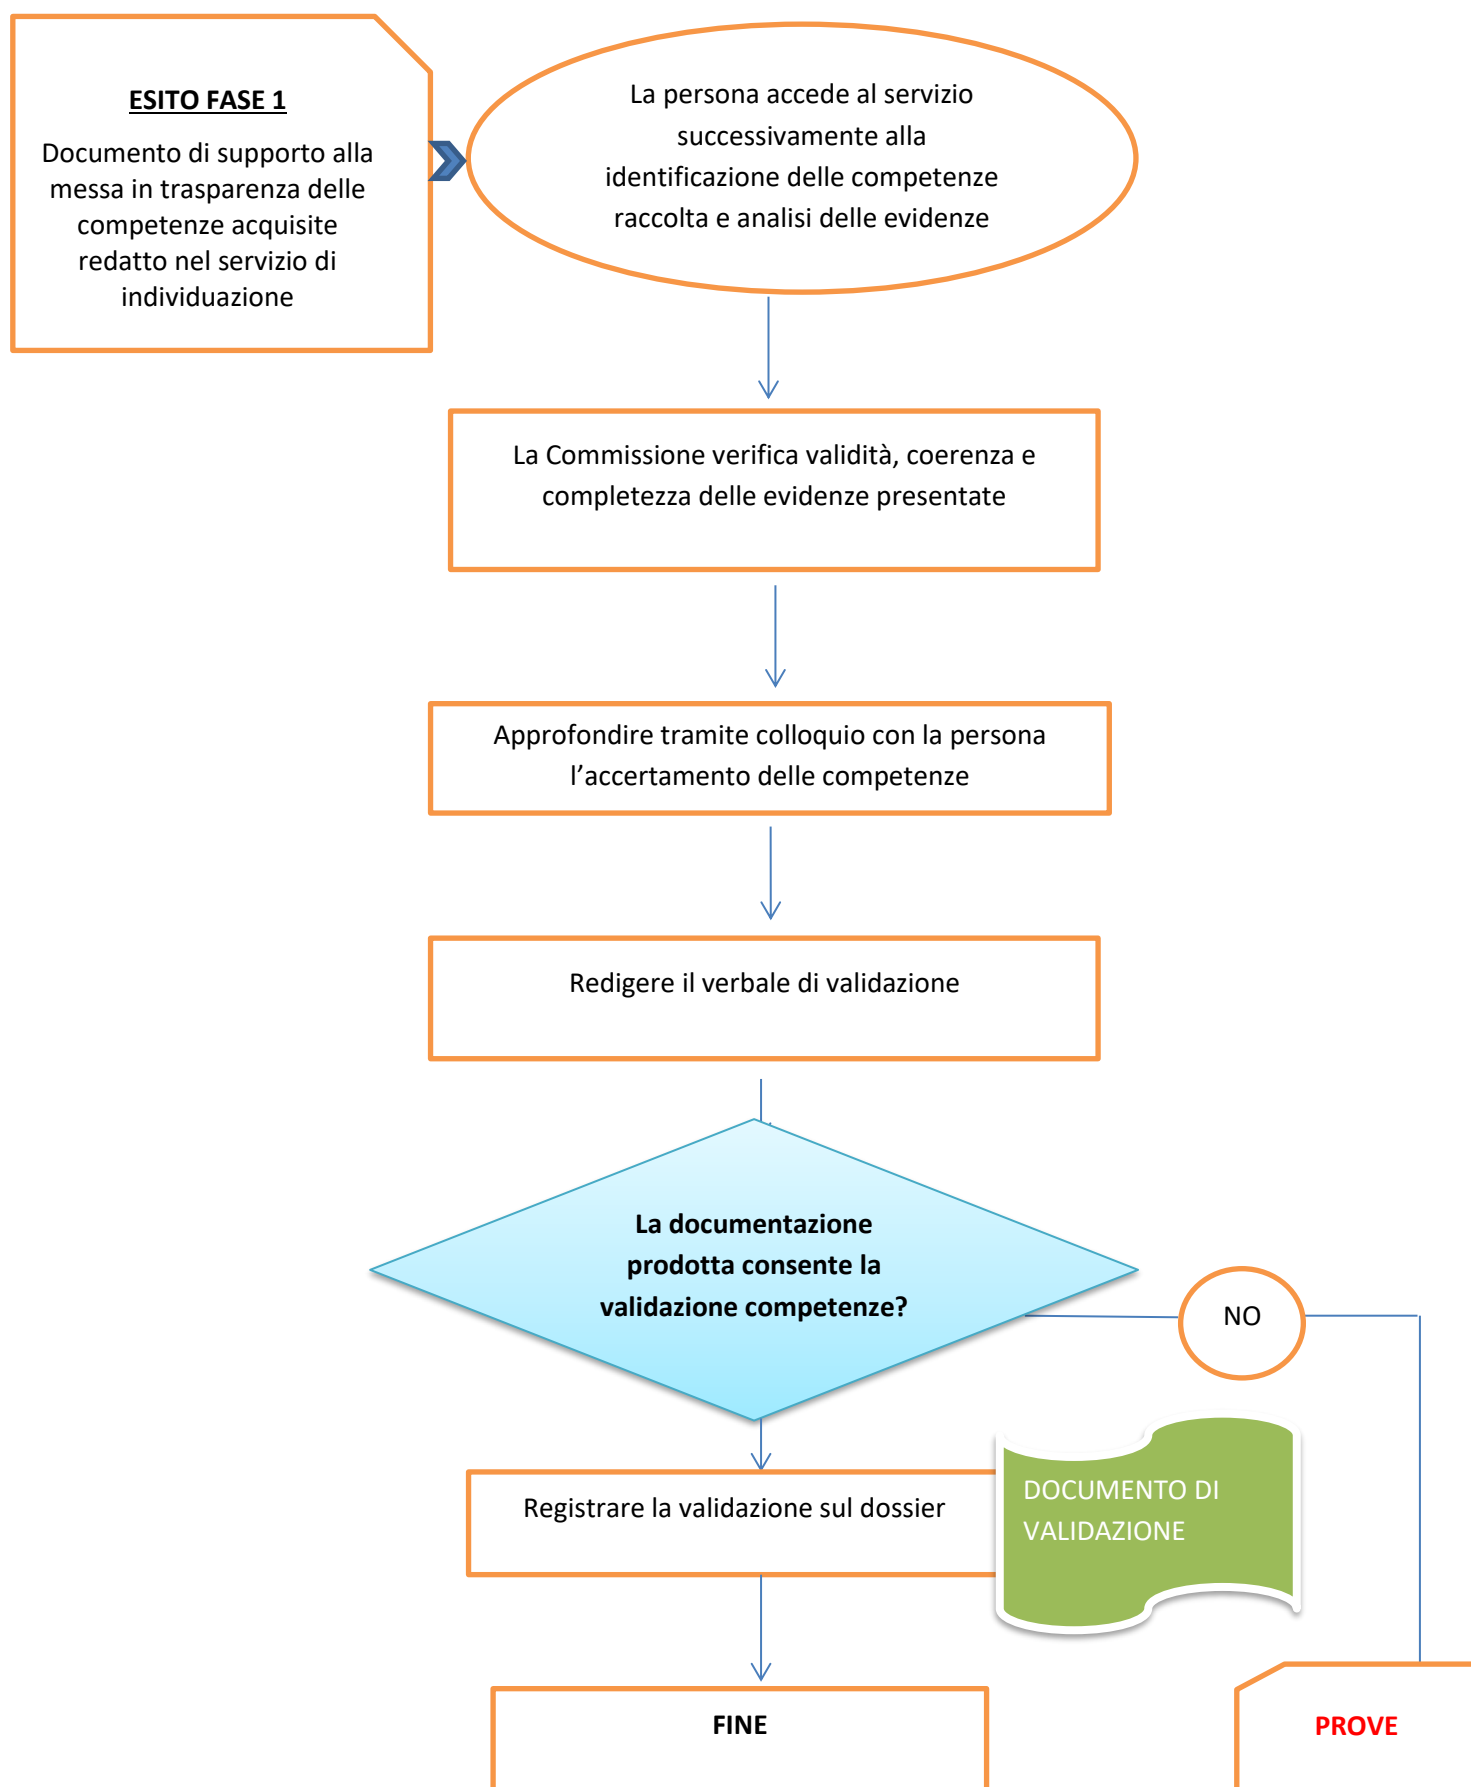 ESITO FASE 1
Documento di supporto alla
messa in trasparenza delle
competenze acquisite
redatto nel servizio di
individuazione
La persona accede al servizio
successivamente alla
identificazione delle competenze
raccolta e analisi delle evidenze
La Commissione verifica validità, coerenza e
completezza delle evidenze presentate
Approfondire tramite colloquio con la persona
l’accertamento delle competenze
Redigere il verbale di validazione
La documentazione
prodotta consente la
validazione competenze?
NO
Registrare la validazione sul dossier
DOCUMENTO DI
VALIDAZIONE
FINE
PROVE